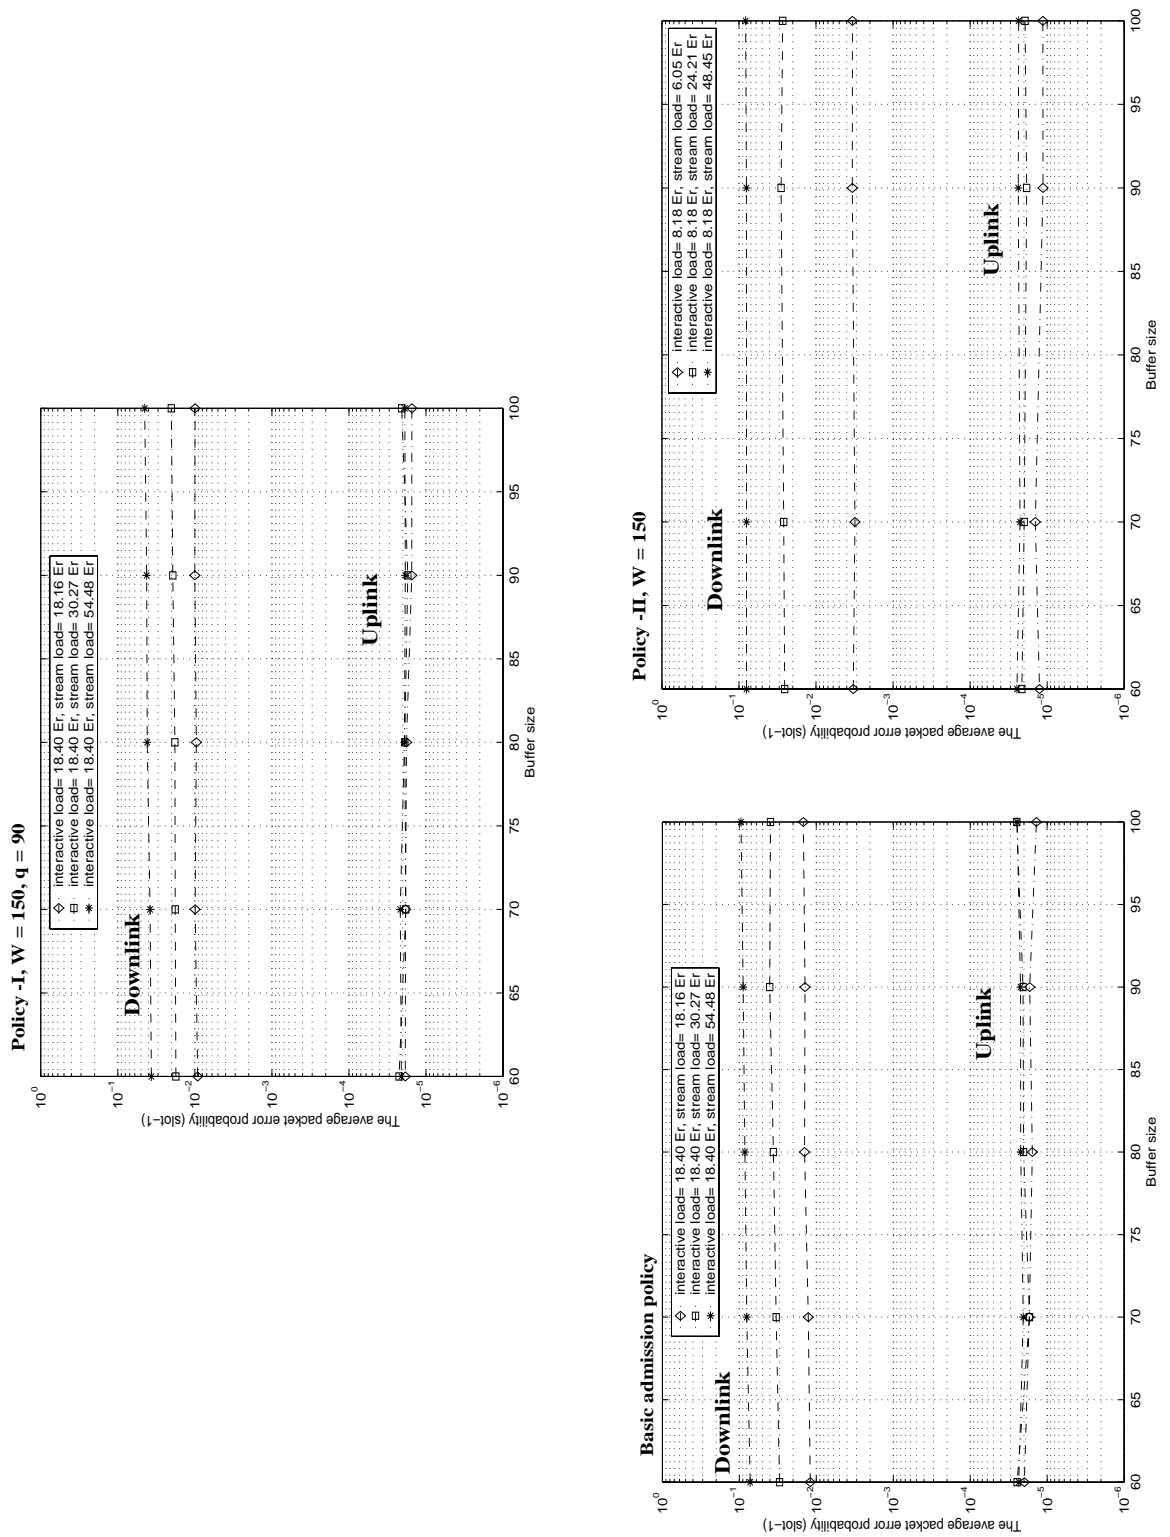 Policy -I, W = 150, q = 90
10⁰
10⁻¹
10⁻²
10⁻³
10⁻⁴
10⁻⁵
10⁻⁶
The average packet error probability (slot−1)
interactive load= 18.40 Er, stream load= 18.16 Er
interactive load= 18.40 Er, stream load= 30.27 Er
interactive load= 18.40 Er, stream load= 54.48 Er
Downlink
Uplink
60 65 70 75 80 85 90 95 100
Buffer size
Basic admission policy
10⁰
10⁻¹
10⁻²
10⁻³
10⁻⁴
10⁻⁵
10⁻⁶
The average packet error probability (slot−1)
interactive load= 18.40 Er, stream load= 18.16 Er
interactive load= 18.40 Er, stream load= 30.27 Er
interactive load= 18.40 Er, stream load= 54.48 Er
Downlink
Uplink
60 65 70 75 80 85 90 95 100
Buffer size
Policy -II, W = 150
10⁰
10⁻¹
10⁻²
10⁻³
10⁻⁴
10⁻⁵
10⁻⁶
The average packet error probability (slot−1)
interactive load= 8.18 Er, stream load= 6.05 Er
interactive load= 8.18 Er, stream load= 24.21 Er
interactive load= 8.18 Er, stream load= 48.45 Er
Downlink
Uplink
60 65 70 75 80 85 90 95 100
Buffer size